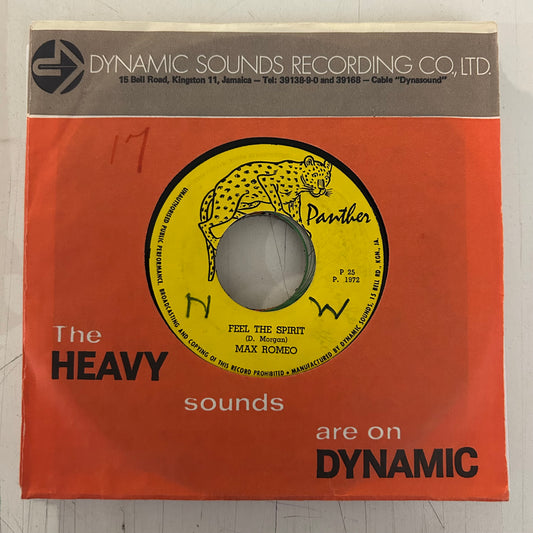 DYNAMIC SOUNDS RECORDING CO., LTD.
15 Bell Road, Kingston 11, Jamaica — Tel: 39138-9-0 and 39168 — Cable "Dynasound"
17
Panther
P 25
P. 1972
N W
FEEL THE SPIRIT
(D. Morgan)
MAX ROMEO
UNAUTHORISED PUBLIC PERFORMANCE, BROADCASTING AND COPYING OF THIS RECORD PROHIBITED • MANUFACTURED BY DYNAMIC SOUNDS, 15 BELL RD., KGN., JA.
The
HEAVY
sounds
are on
DYNAMIC